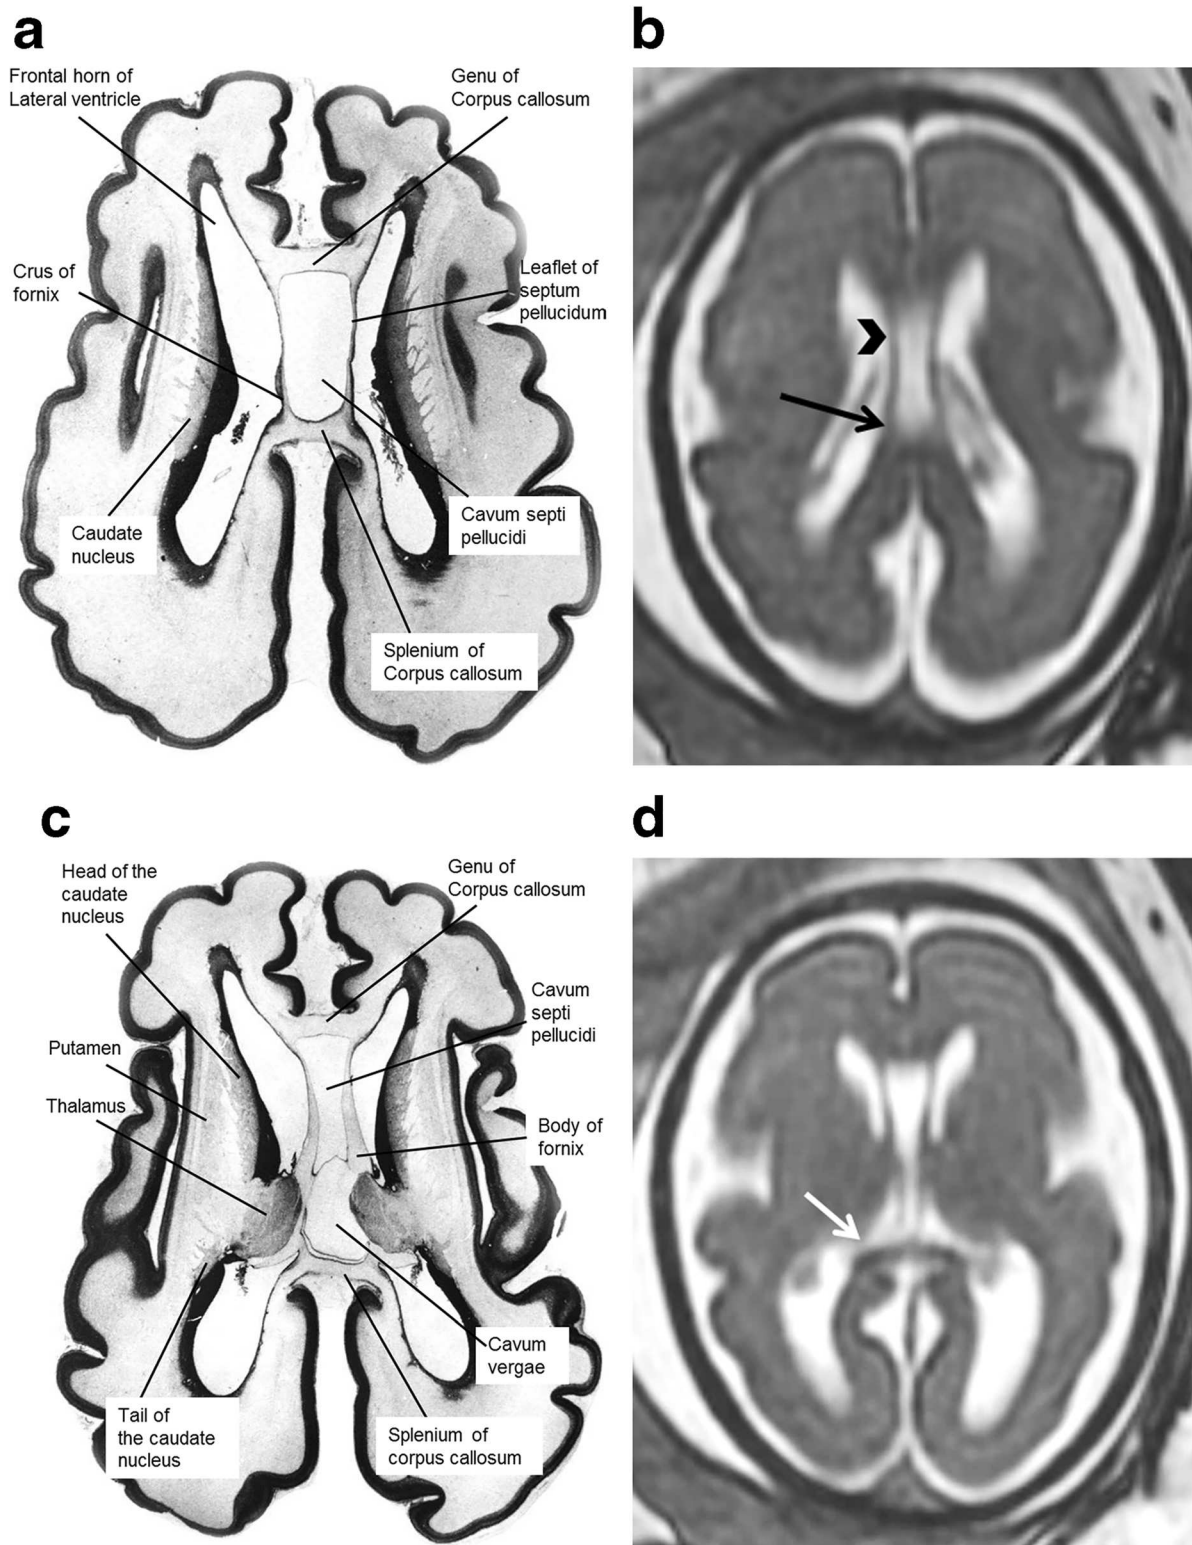 a
b
Frontal horn of
Lateral ventricle
Genu of
Corpus callosum
Crus of
fornix
Leaflet of
septum
pellucidum
Caudate
nucleus
Cavum septi
pellucidi
Splenium of
Corpus callosum
c
d
Head of the
caudate
nucleus
Genu of
Corpus callosum
Cavum
septi
pellucidi
Putamen
Thalamus
Body of
fornix
Cavum
vergae
Tail of
the caudate
nucleus
Splenium of
corpus callosum